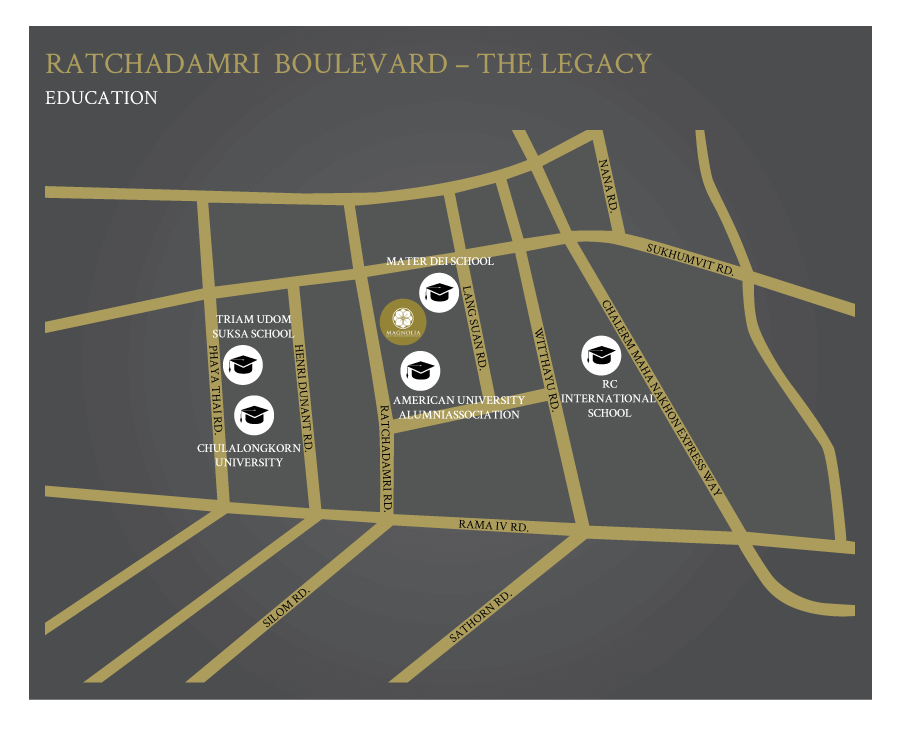 RATCHADAMRI BOULEVARD – THE LEGACY
EDUCATION
NANA RD.
SUKHUMVIT RD.
MATER DEI SCHOOL
LANG SUAN RD.
MAGNOLIA
TRIAM UDOM
SUKSA SCHOOL
PHAYA THAI RD.
HENRI DUNANT RD.
WITTHAYU RD.
CHALERM MAHA NAKHON EXPRESS WAY
RC
INTERNATIONAL
SCHOOL
AMERICAN UNIVERSITY
ALUMNIASSOCIATION
RATCHADAMRI RD.
CHULALONGKORN
UNIVERSITY
RAMA IV RD.
SILOM RD.
SATHORN RD.